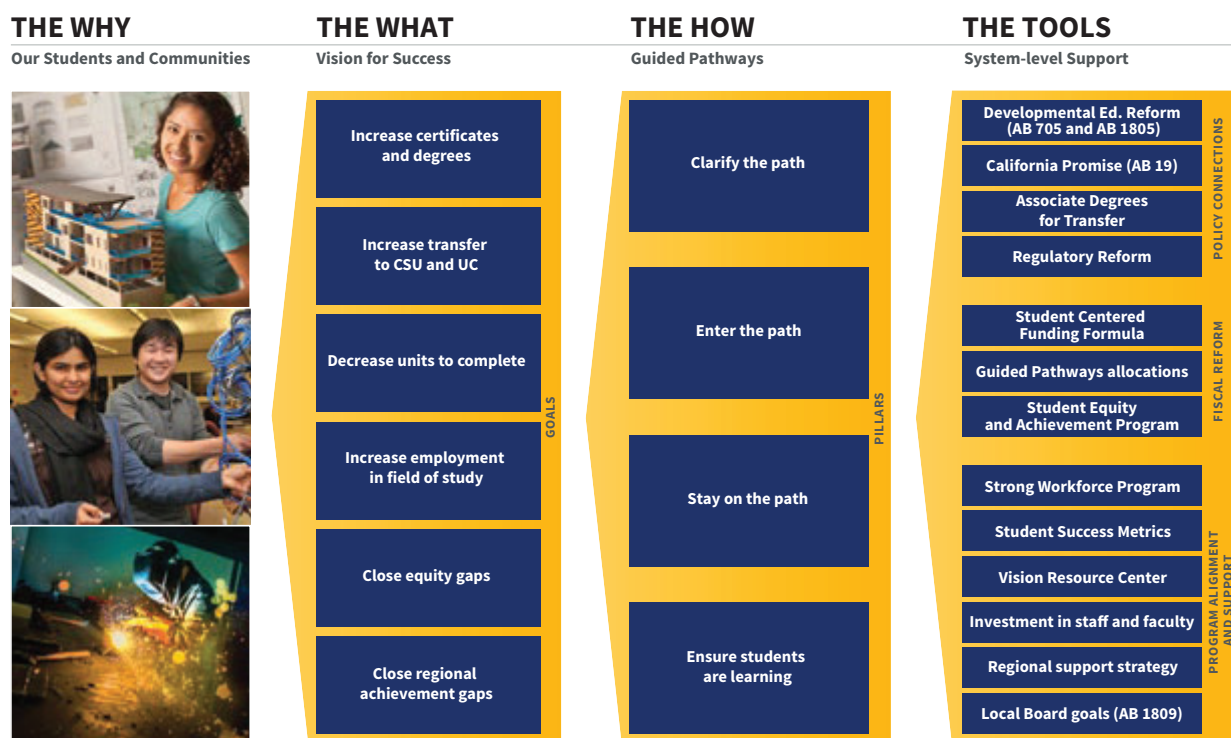 THE WHY
Our Students and Communities
THE WHAT
Vision for Success
Increase certificates
and degrees
Increase transfer
to CSU and UC
Decrease units to complete
Increase employment
in field of study
Close equity gaps
Close regional
achievement gaps
GOALS
THE HOW
Guided Pathways
Clarify the path
Enter the path
Stay on the path
Ensure students
are learning
PILLARS
THE TOOLS
System-level Support
Developmental Ed. Reform
(AB 705 and AB 1805)
California Promise (AB 19)
Associate Degrees
for Transfer
Regulatory Reform
POLICY CONNECTIONS
Student Centered
Funding Formula
Guided Pathways allocations
Student Equity
and Achievement Program
FISCAL REFORM
Strong Workforce Program
Student Success Metrics
Vision Resource Center
Investment in staff and faculty
Regional support strategy
Local Board goals (AB 1809)
PROGRAM ALIGNMENT
AND SUPPORT